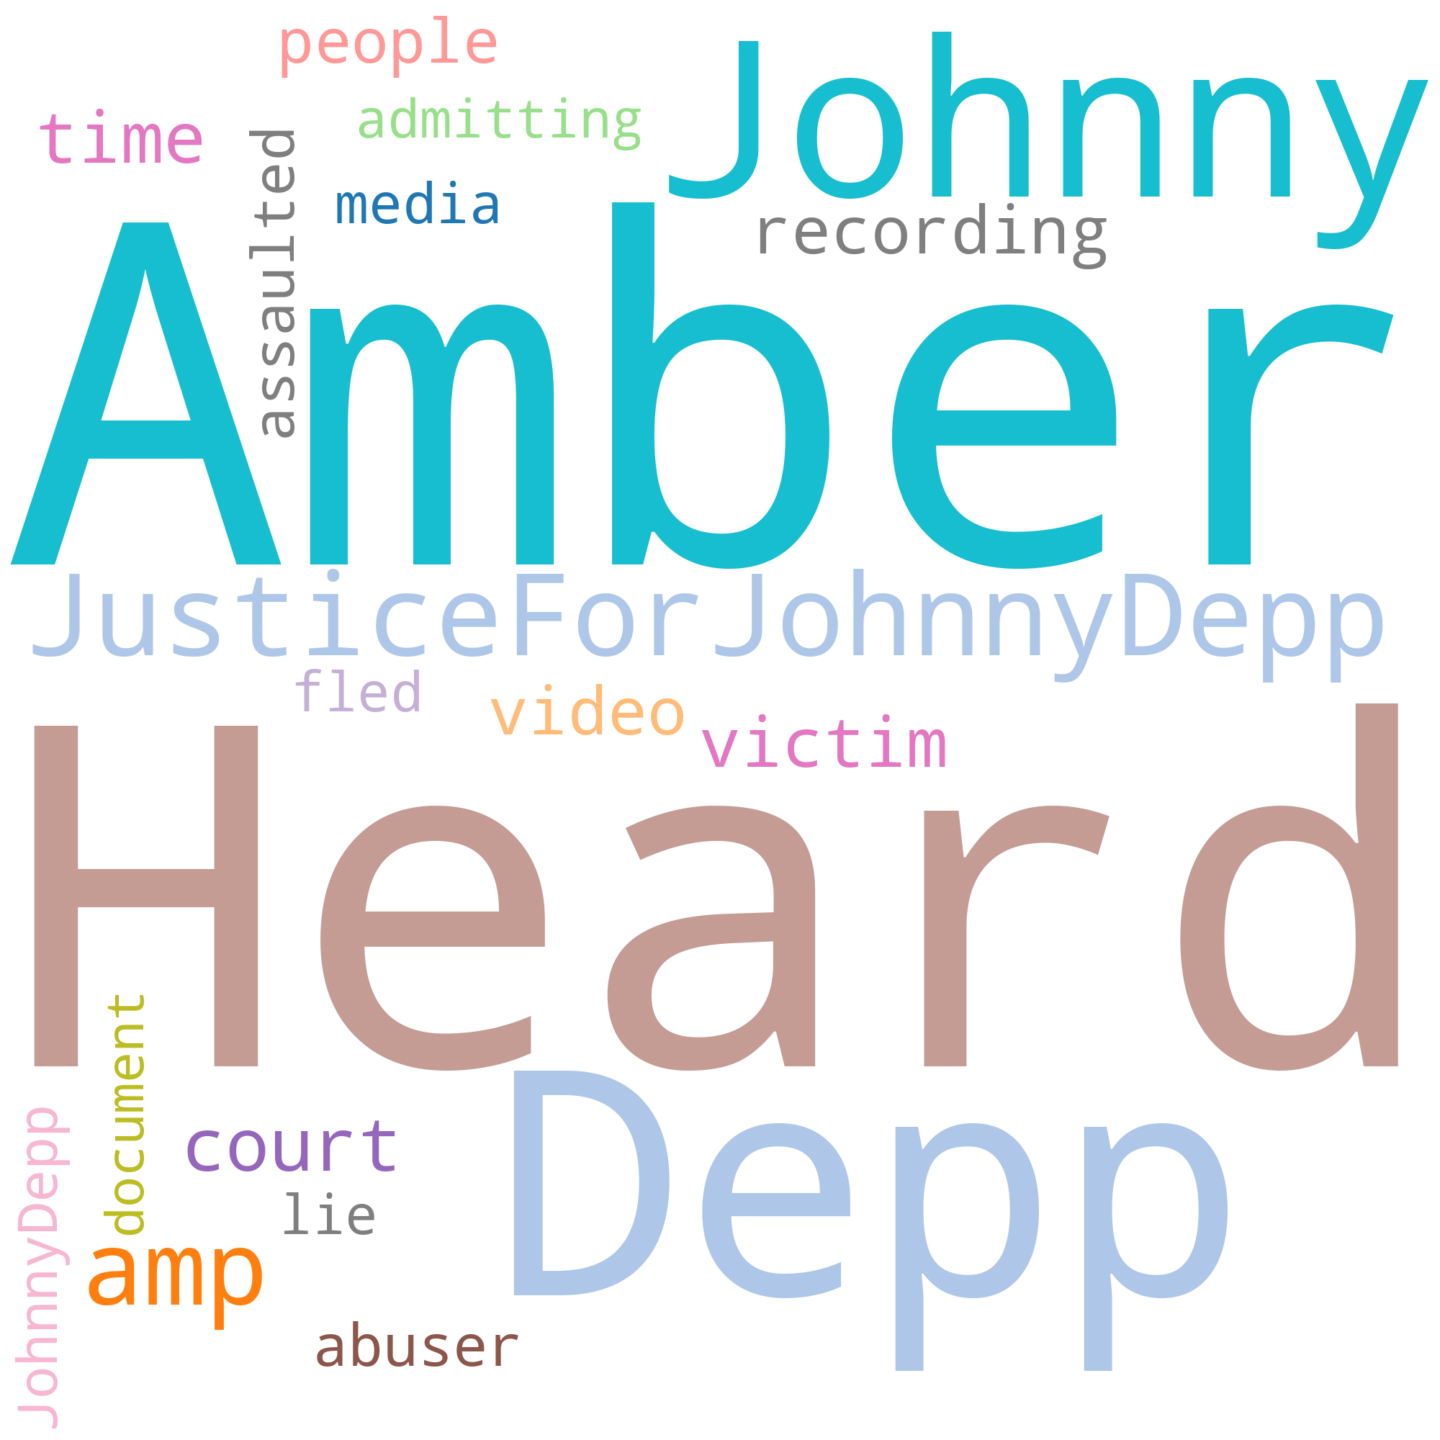 people
Johnny
admitting
time
assaulted
media
recording
Amber
JusticeForJohnnyDepp
fled
video
victim
Heard
document
Depp
JohnnyDepp
court
lie
amp
abuser